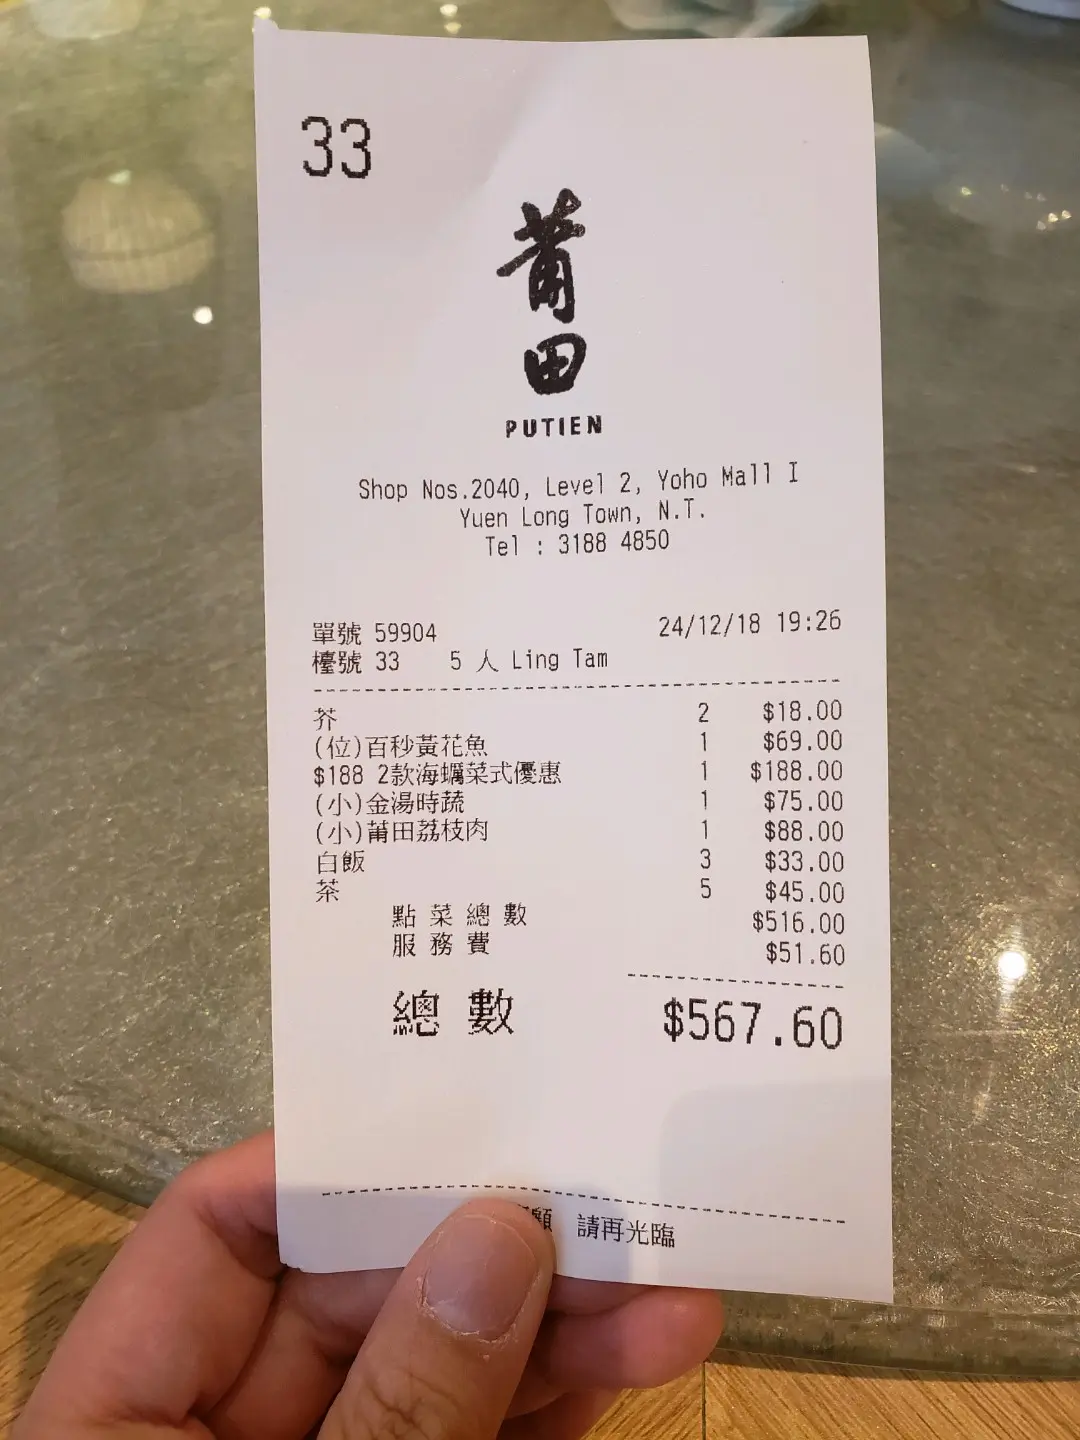 33
莆
田
PUTIEN
Shop Nos.2040, Level 2, Yoho Mall I
Yuen Long Town, N.T.
Tel : 3188 4850
單號 59904 24/12/18 19:26
檯號 33 5 人 Ling Tam
芥 2 $18.00
(位)百秒黃花魚 1 $69.00
$188 2款海蠣菜式優惠 1 $188.00
(小)金湯時蔬 1 $75.00
(小)莆田荔枝肉 1 $88.00
白飯 3 $33.00
茶 5 $45.00
點菜總數 $516.00
服務費 $51.60
總數 $567.60
顧 請再光臨